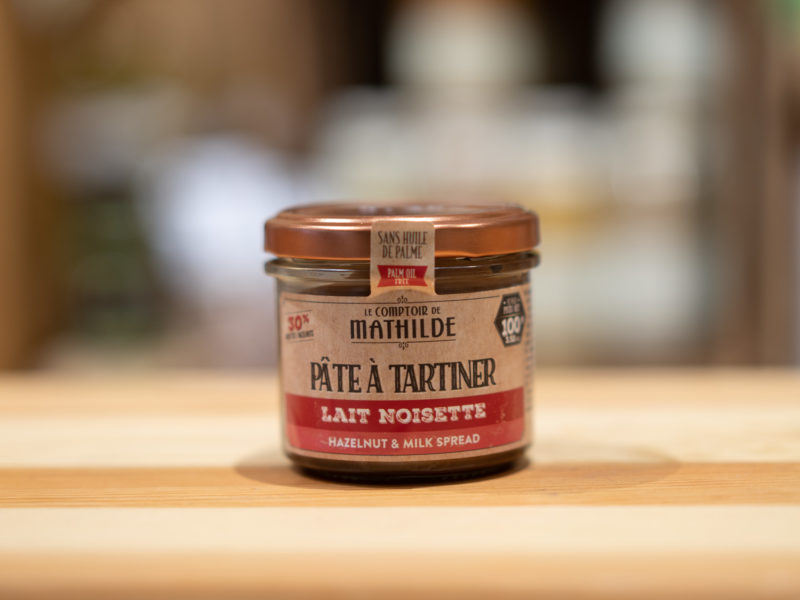 SANS HUILE
DE PALME
PALM OIL
FREE
LE COMPTOIR DE
MATHILDE
30%
100
PÂTE À TARTINER
LAIT NOISETTE
HAZELNUT & MILK SPREAD